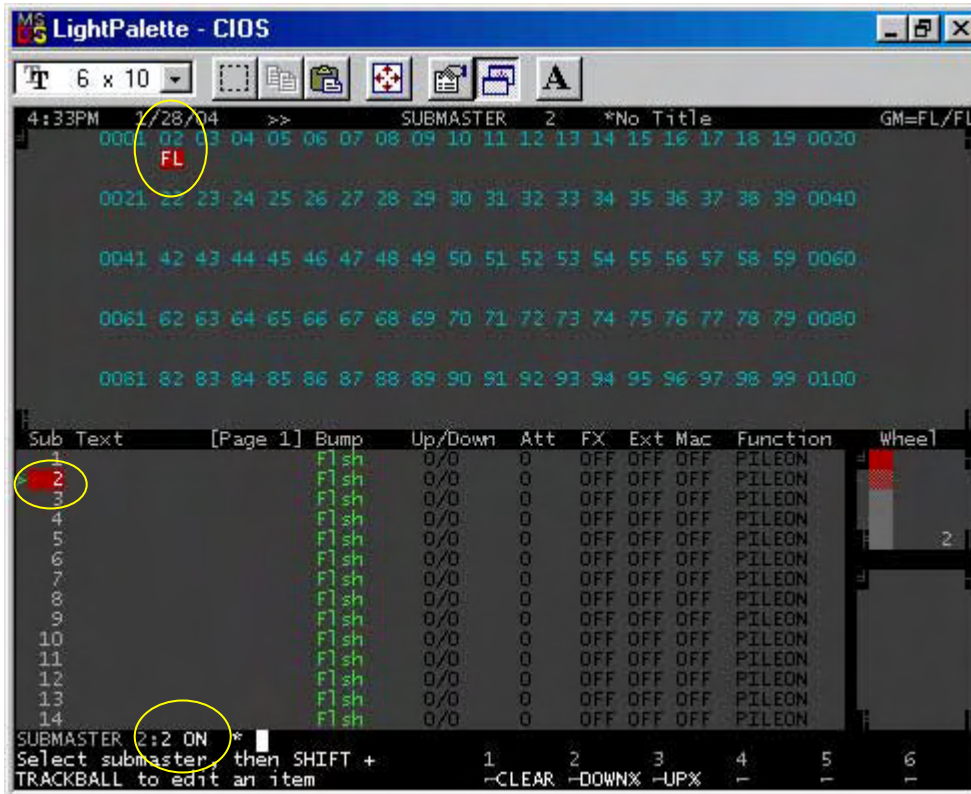 LightPalette - CIOS
6 x 10
4:33PM 1/28/04 >> SUBMASTER 2 *No Title GM=FL/FL
0001 02 03 04 05 06 07 08 09 10 11 12 13 14 15 16 17 18 19 0020
FL
0021 22 23 24 25 26 27 28 29 30 31 32 33 34 35 36 37 38 39 0040
0041 42 43 44 45 46 47 48 49 50 51 52 53 54 55 56 57 58 59 0060
0061 62 63 64 65 66 67 68 69 70 71 72 73 74 75 76 77 78 79 0080
0081 82 83 84 85 86 87 88 89 90 91 92 93 94 95 96 97 98 99 0100
Sub Text [Page 1] Bump Up/Down Att FX Ext Mac Function Wheel
1 Flsh 0/0 0 OFF OFF OFF PILEON
> 2 Flsh 0/0 0 OFF OFF OFF PILEON
3 Flsh 0/0 0 OFF OFF OFF PILEON
4 Flsh 0/0 0 OFF OFF OFF PILEON
5 Flsh 0/0 0 OFF OFF OFF PILEON 2
6 Flsh 0/0 0 OFF OFF OFF PILEON
7 Flsh 0/0 0 OFF OFF OFF PILEON
8 Flsh 0/0 0 OFF OFF OFF PILEON
9 Flsh 0/0 0 OFF OFF OFF PILEON
10 Flsh 0/0 0 OFF OFF OFF PILEON
11 Flsh 0/0 0 OFF OFF OFF PILEON
12 Flsh 0/0 0 OFF OFF OFF PILEON
13 Flsh 0/0 0 OFF OFF OFF PILEON
14 Flsh 0/0 0 OFF OFF OFF PILEON
SUBMASTER 2:2 ON *
Select submaster, then SHIFT + 1 2 3 4 5 6
TRACKBALL to edit an item CLEAR DOWN% UP%